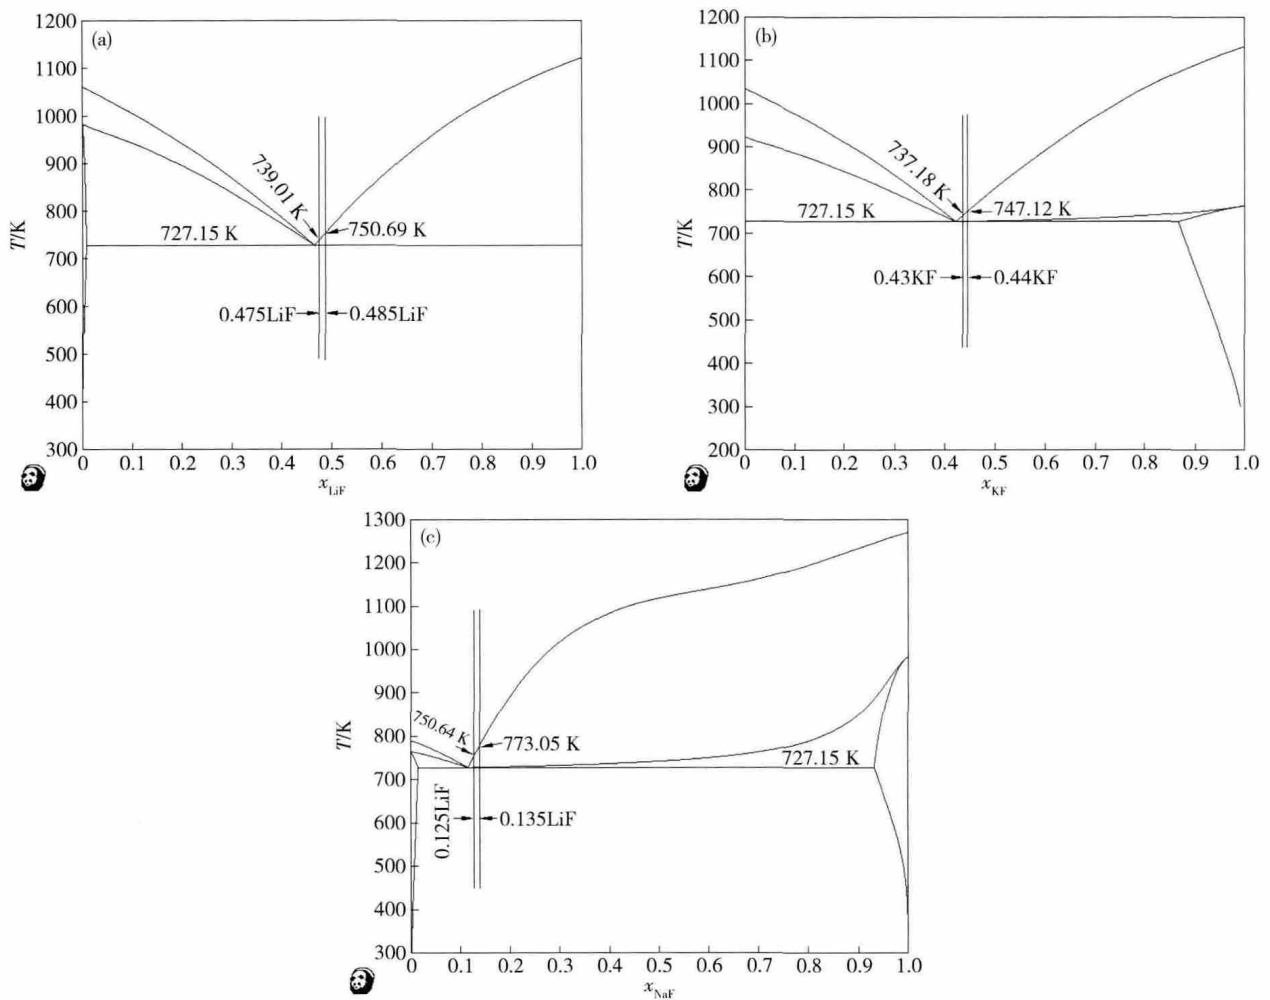 (a)
T/K
1200
1100
1000
900
800
700
600
500
400
300
739.01 K
750.69 K
727.15 K
0.475LiF
0.485LiF
0 0.1 0.2 0.3 0.4 0.5 0.6 0.7 0.8 0.9 1.0
x_LiF
(b)
T/K
1200
1100
1000
900
800
700
600
500
400
300
200
737.18 K
747.12 K
727.15 K
0.43KF
0.44KF
0 0.1 0.2 0.3 0.4 0.5 0.6 0.7 0.8 0.9 1.0
x_KF
(c)
T/K
1300
1200
1100
1000
900
800
700
600
500
400
300
750.64 K
773.05 K
727.15 K
0.125LiF
0.135LiF
0 0.1 0.2 0.3 0.4 0.5 0.6 0.7 0.8 0.9 1.0
x_NaF